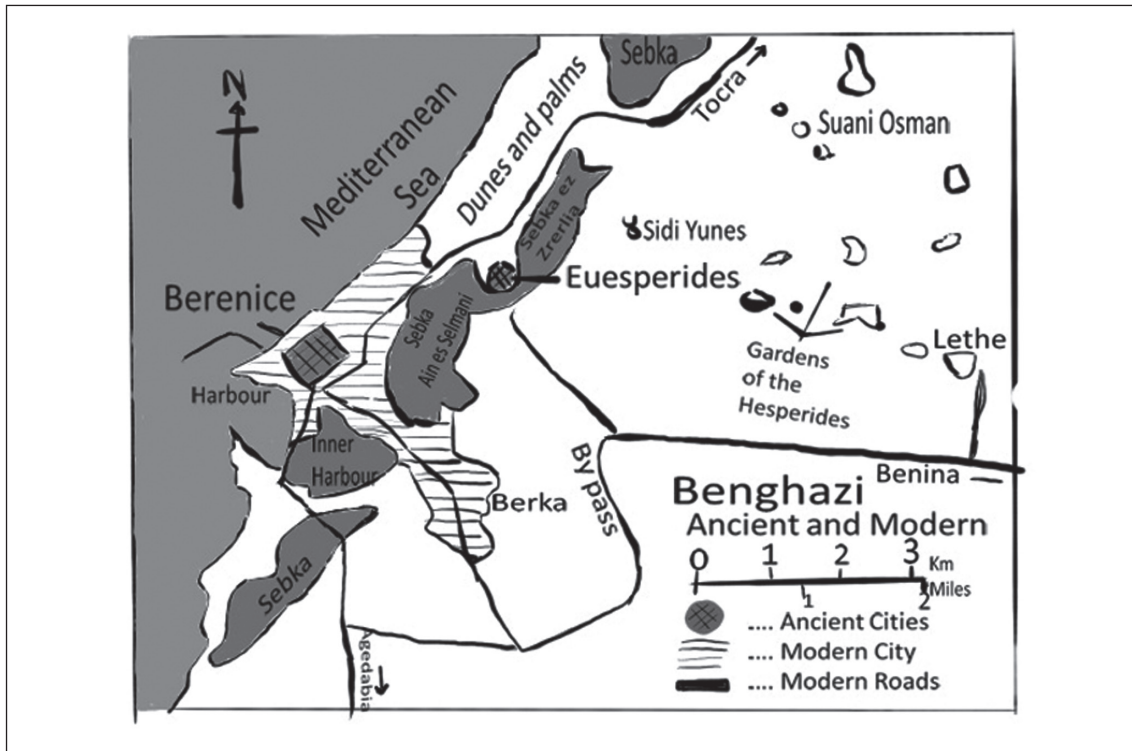 N
Mediterranean
Sea
Dunes and palms
Sebka
Tocra
Suani Osman
Sebka ez
Zrerlia
Sidi Yunes
Euesperides
Berenice
Sebka
Ain es Selmani
Harbour
Inner
Harbour
Lethe
Gardens
of the
Hesperides
By pass
Benina
Berka
Sebka
Agedabia
Benghazi
Ancient and Modern
0 1 2 3 Km
1 2 Miles
.... Ancient Cities
.... Modern City
.... Modern Roads